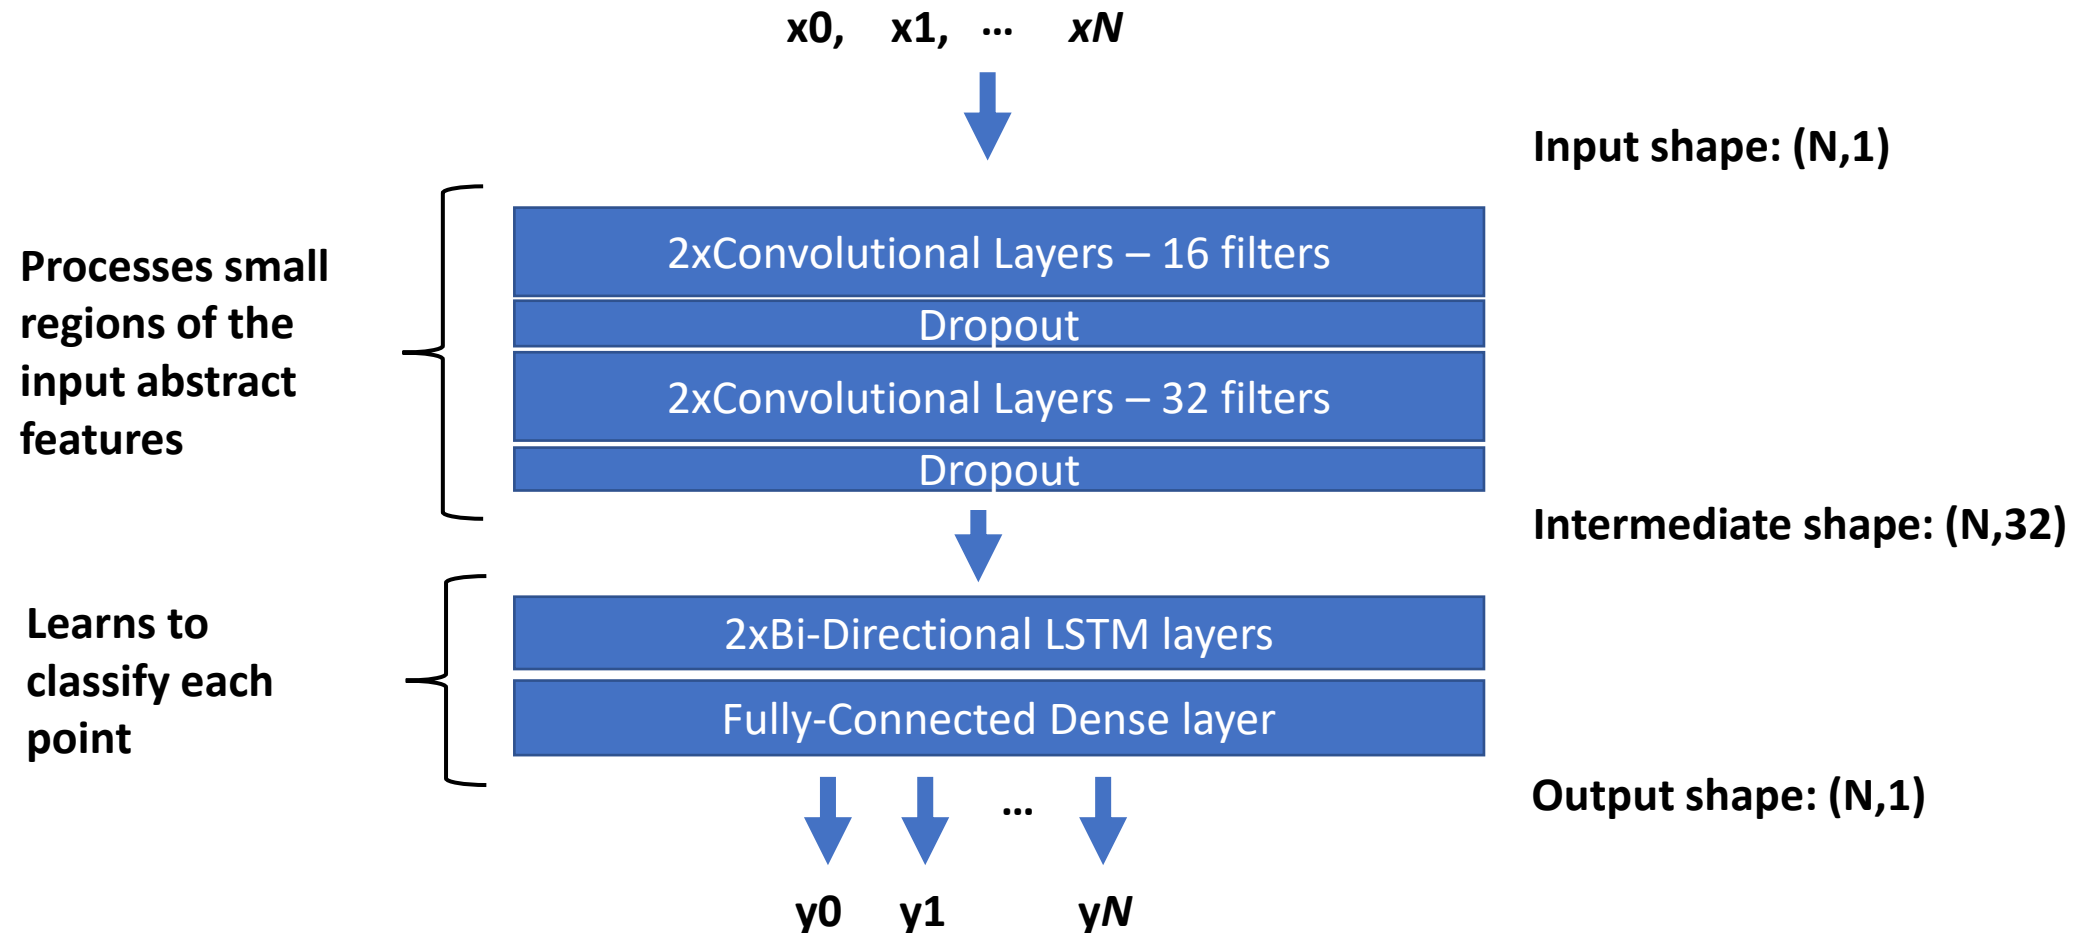 x0, x1, … xN
Input shape: (N,1)
Processes small
regions of the
input abstract
features
2xConvolutional Layers – 16 filters
Dropout
2xConvolutional Layers – 32 filters
Dropout
Intermediate shape: (N,32)
Learns to
classify each
point
2xBi-Directional LSTM layers
Fully-Connected Dense layer
Output shape: (N,1)
…
y0 y1 yN